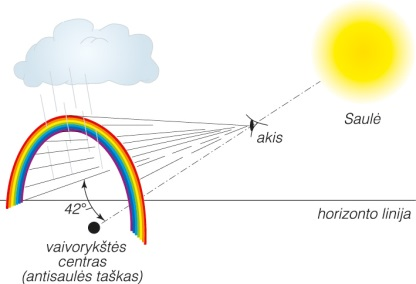 Saulė
akis
42°
horizonto linija
vaivorykštės
centras
(antisaulės taškas)